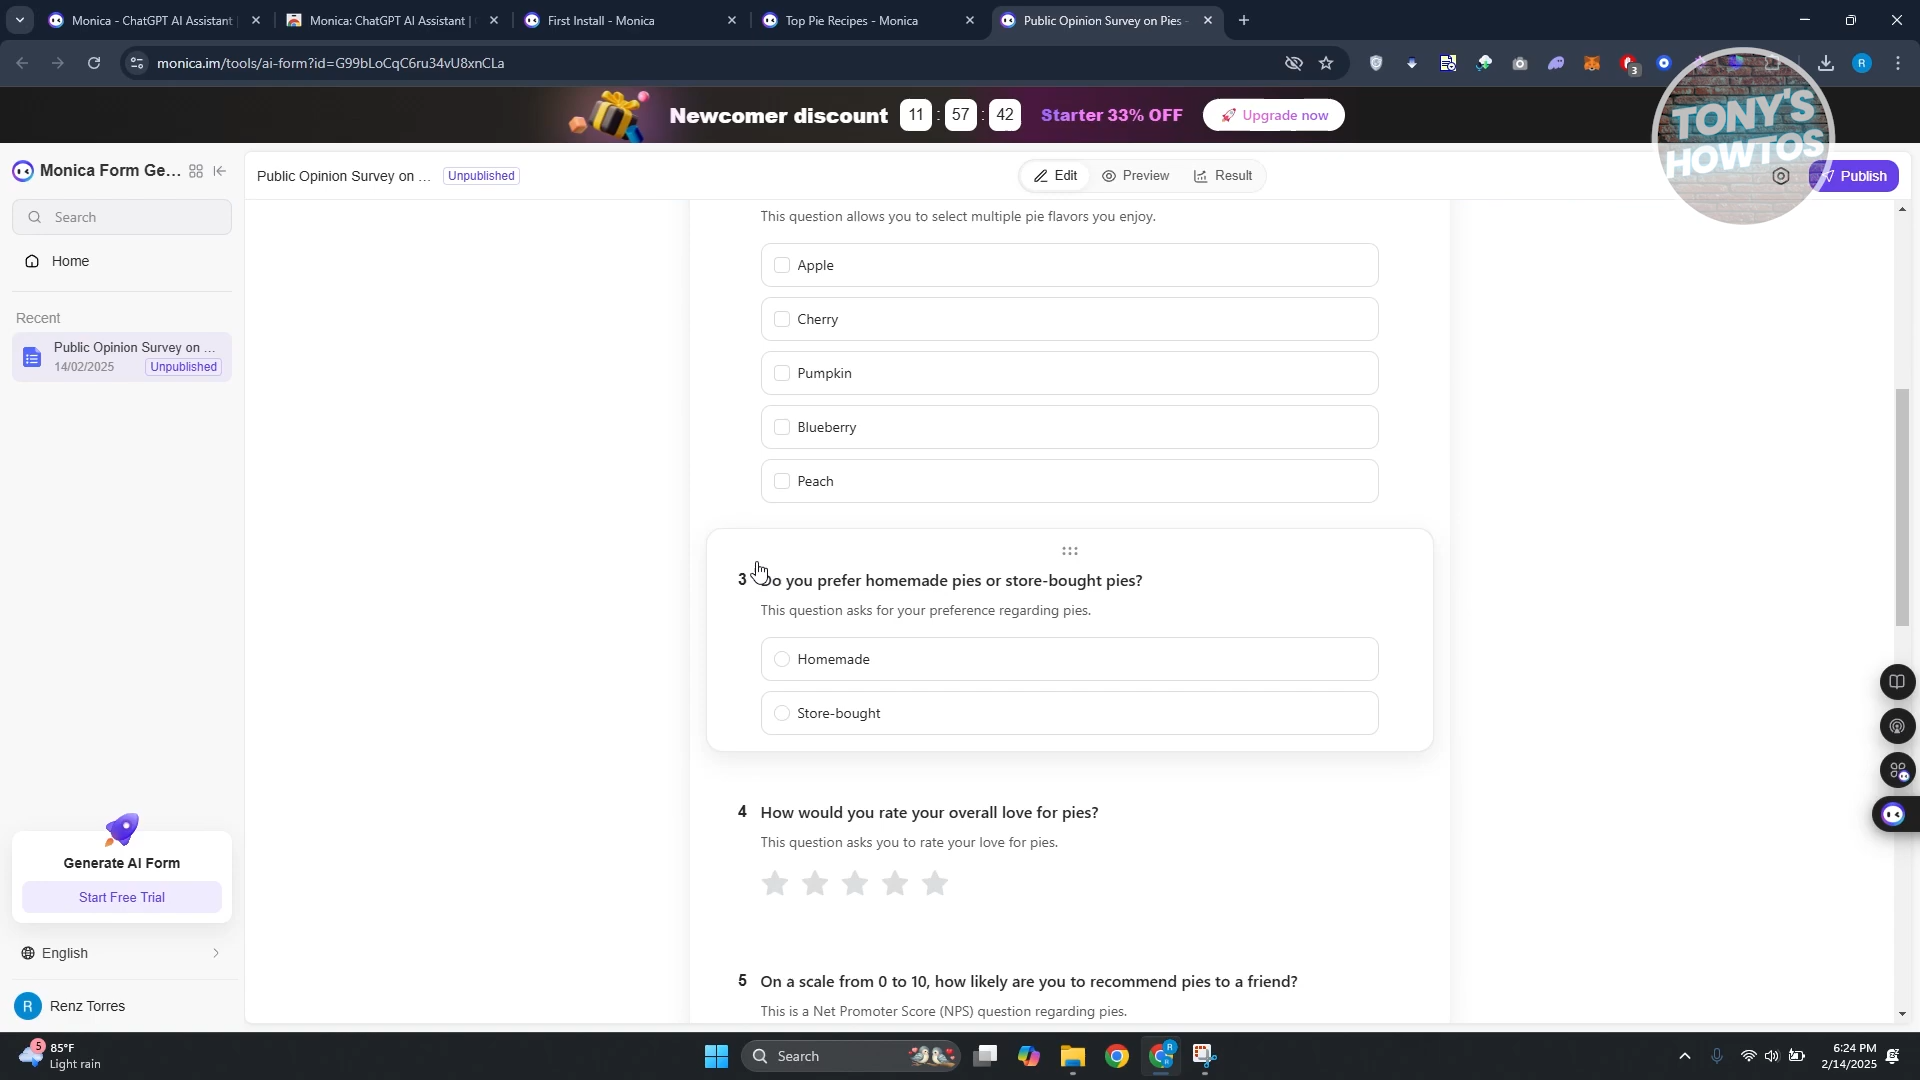 Monica - ChatGPT AI Assistant
Monica: ChatGPT AI Assistant |
First Install - Monica
Top Pie Recipes - Monica
Public Opinion Survey on Pies -
monica.im/tools/ai-form?id=G99bLoCqC6ru34vU8xnCLa
3
R
Newcomer discount 11 : 57 : 42 Starter 33% OFF Upgrade now
TONY'S
HOWTOS
Monica Form Ge...
Public Opinion Survey on ... Unpublished
Edit Preview Result
Publish
Search
Home
Recent
Public Opinion Survey on ...
14/02/2025 Unpublished
This question allows you to select multiple pie flavors you enjoy.
Apple
Cherry
Pumpkin
Blueberry
Peach
3 Do you prefer homemade pies or store-bought pies?
This question asks for your preference regarding pies.
Homemade
Store-bought
4 How would you rate your overall love for pies?
This question asks you to rate your love for pies.
5 On a scale from 0 to 10, how likely are you to recommend pies to a friend?
This is a Net Promoter Score (NPS) question regarding pies.
Generate AI Form
Start Free Trial
English
R Renz Torres
5 85°F
Light rain
Search
R
6:24 PM
2/14/2025